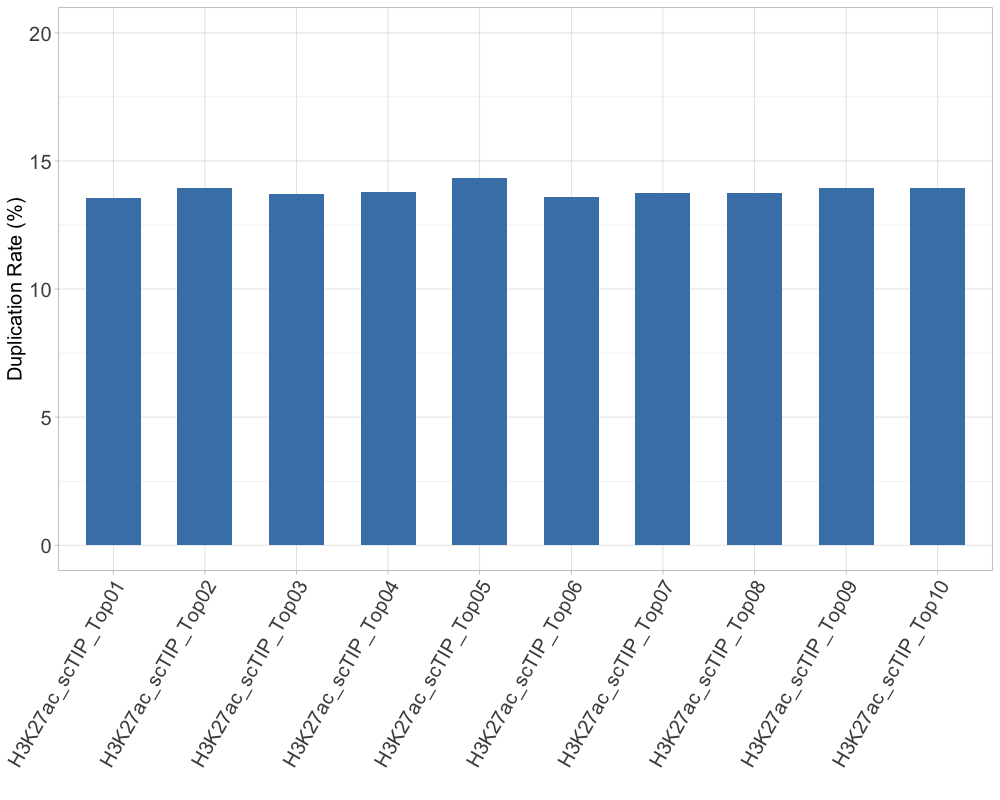 20
15
10
5
0
Duplication Rate (%)
H3K27ac_scTIP_Top01
H3K27ac_scTIP_Top02
H3K27ac_scTIP_Top03
H3K27ac_scTIP_Top04
H3K27ac_scTIP_Top05
H3K27ac_scTIP_Top06
H3K27ac_scTIP_Top07
H3K27ac_scTIP_Top08
H3K27ac_scTIP_Top09
H3K27ac_scTIP_Top10